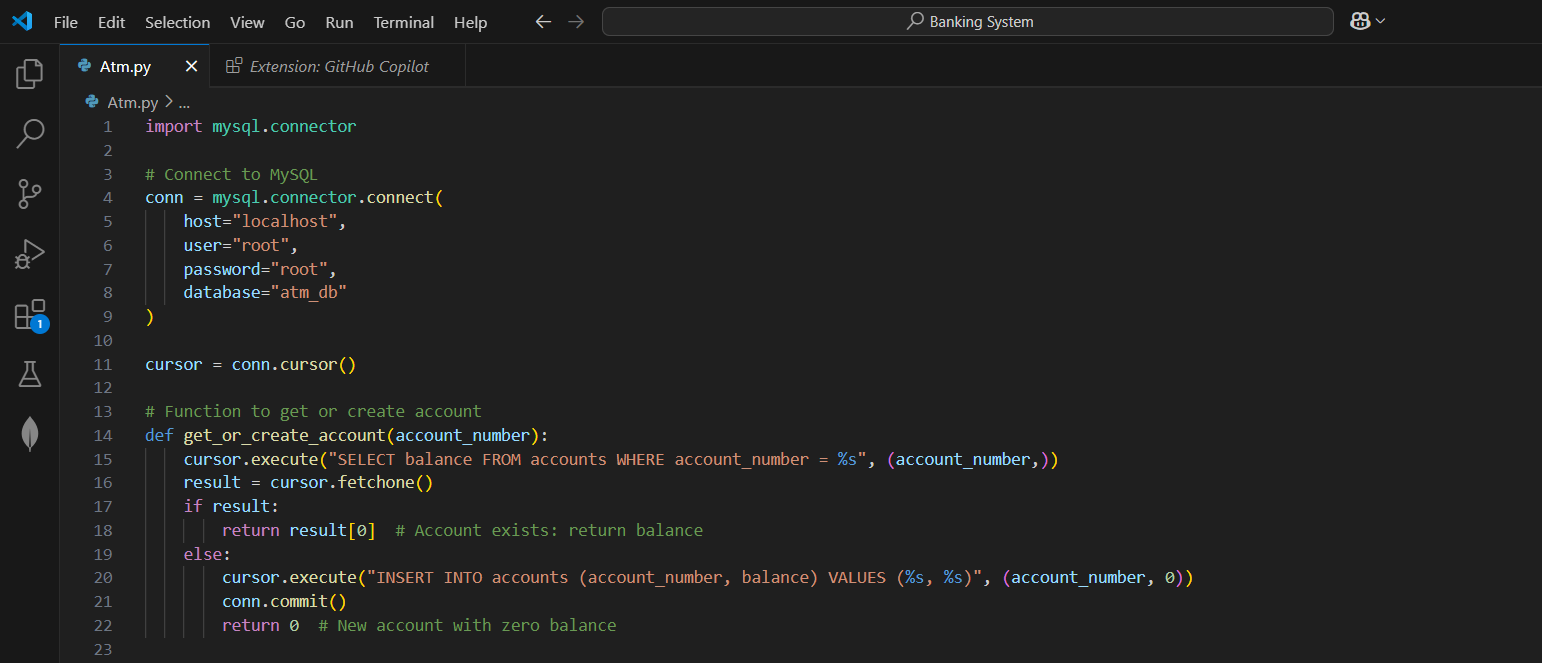 File Edit Selection View Go Run Terminal Help Banking System
Atm.py Extension: GitHub Copilot
Atm.py > ...
1 import mysql.connector
2
3 # Connect to MySQL
4 conn = mysql.connector.connect(
5     host="localhost",
6     user="root",
7     password="root",
8     database="atm_db"
9 )
10
11 cursor = conn.cursor()
12
13 # Function to get or create account
14 def get_or_create_account(account_number):
15     cursor.execute("SELECT balance FROM accounts WHERE account_number = %s", (account_number,))
16     result = cursor.fetchone()
17     if result:
18         return result[0]  # Account exists: return balance
19     else:
20         cursor.execute("INSERT INTO accounts (account_number, balance) VALUES (%s, %s)", (account_number, 0))
21         conn.commit()
22         return 0  # New account with zero balance
23
1